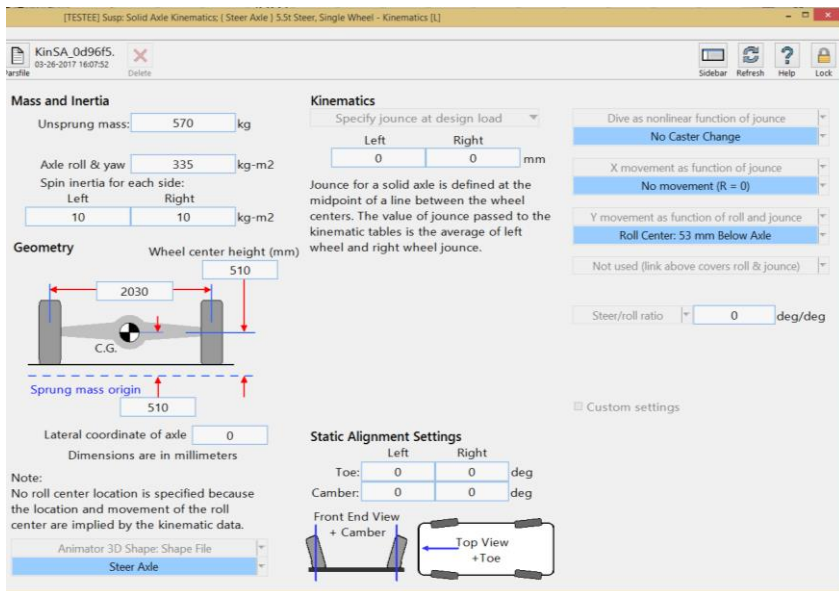 [TESTEE] Susp: Solid Axle Kinematics; { Steer Axle } 5.5t Steer, Single Wheel - Kinematics [L]
KinSA_0d96f5.
03-26-2017 16:07:52
Parsfile
Delete
Sidebar Refresh Help Lock
Mass and Inertia
Unsprung mass: 570 kg
Axle roll & yaw 335 kg-m2
Spin inertia for each side:
Left Right
10 10 kg-m2
Geometry
Wheel center height (mm)
510
2030
C.G.
Sprung mass origin
510
Lateral coordinate of axle 0
Dimensions are in millimeters
Note:
No roll center location is specified because
the location and movement of the roll
center are implied by the kinematic data.
Animator 3D Shape: Shape File
Steer Axle
Kinematics
Specify jounce at design load
Left Right
0 0 mm
Jounce for a solid axle is defined at the
midpoint of a line between the wheel
centers. The value of jounce passed to the
kinematic tables is the average of left
wheel and right wheel jounce.
Static Alignment Settings
Left Right
Toe: 0 0 deg
Camber: 0 0 deg
Front End View
+ Camber
Top View
+Toe
Dive as nonlinear function of jounce
No Caster Change
X movement as function of jounce
No movement (R = 0)
Y movement as function of roll and jounce
Roll Center: 53 mm Below Axle
Not used (link above covers roll & jounce)
Steer/roll ratio 0 deg/deg
Custom settings